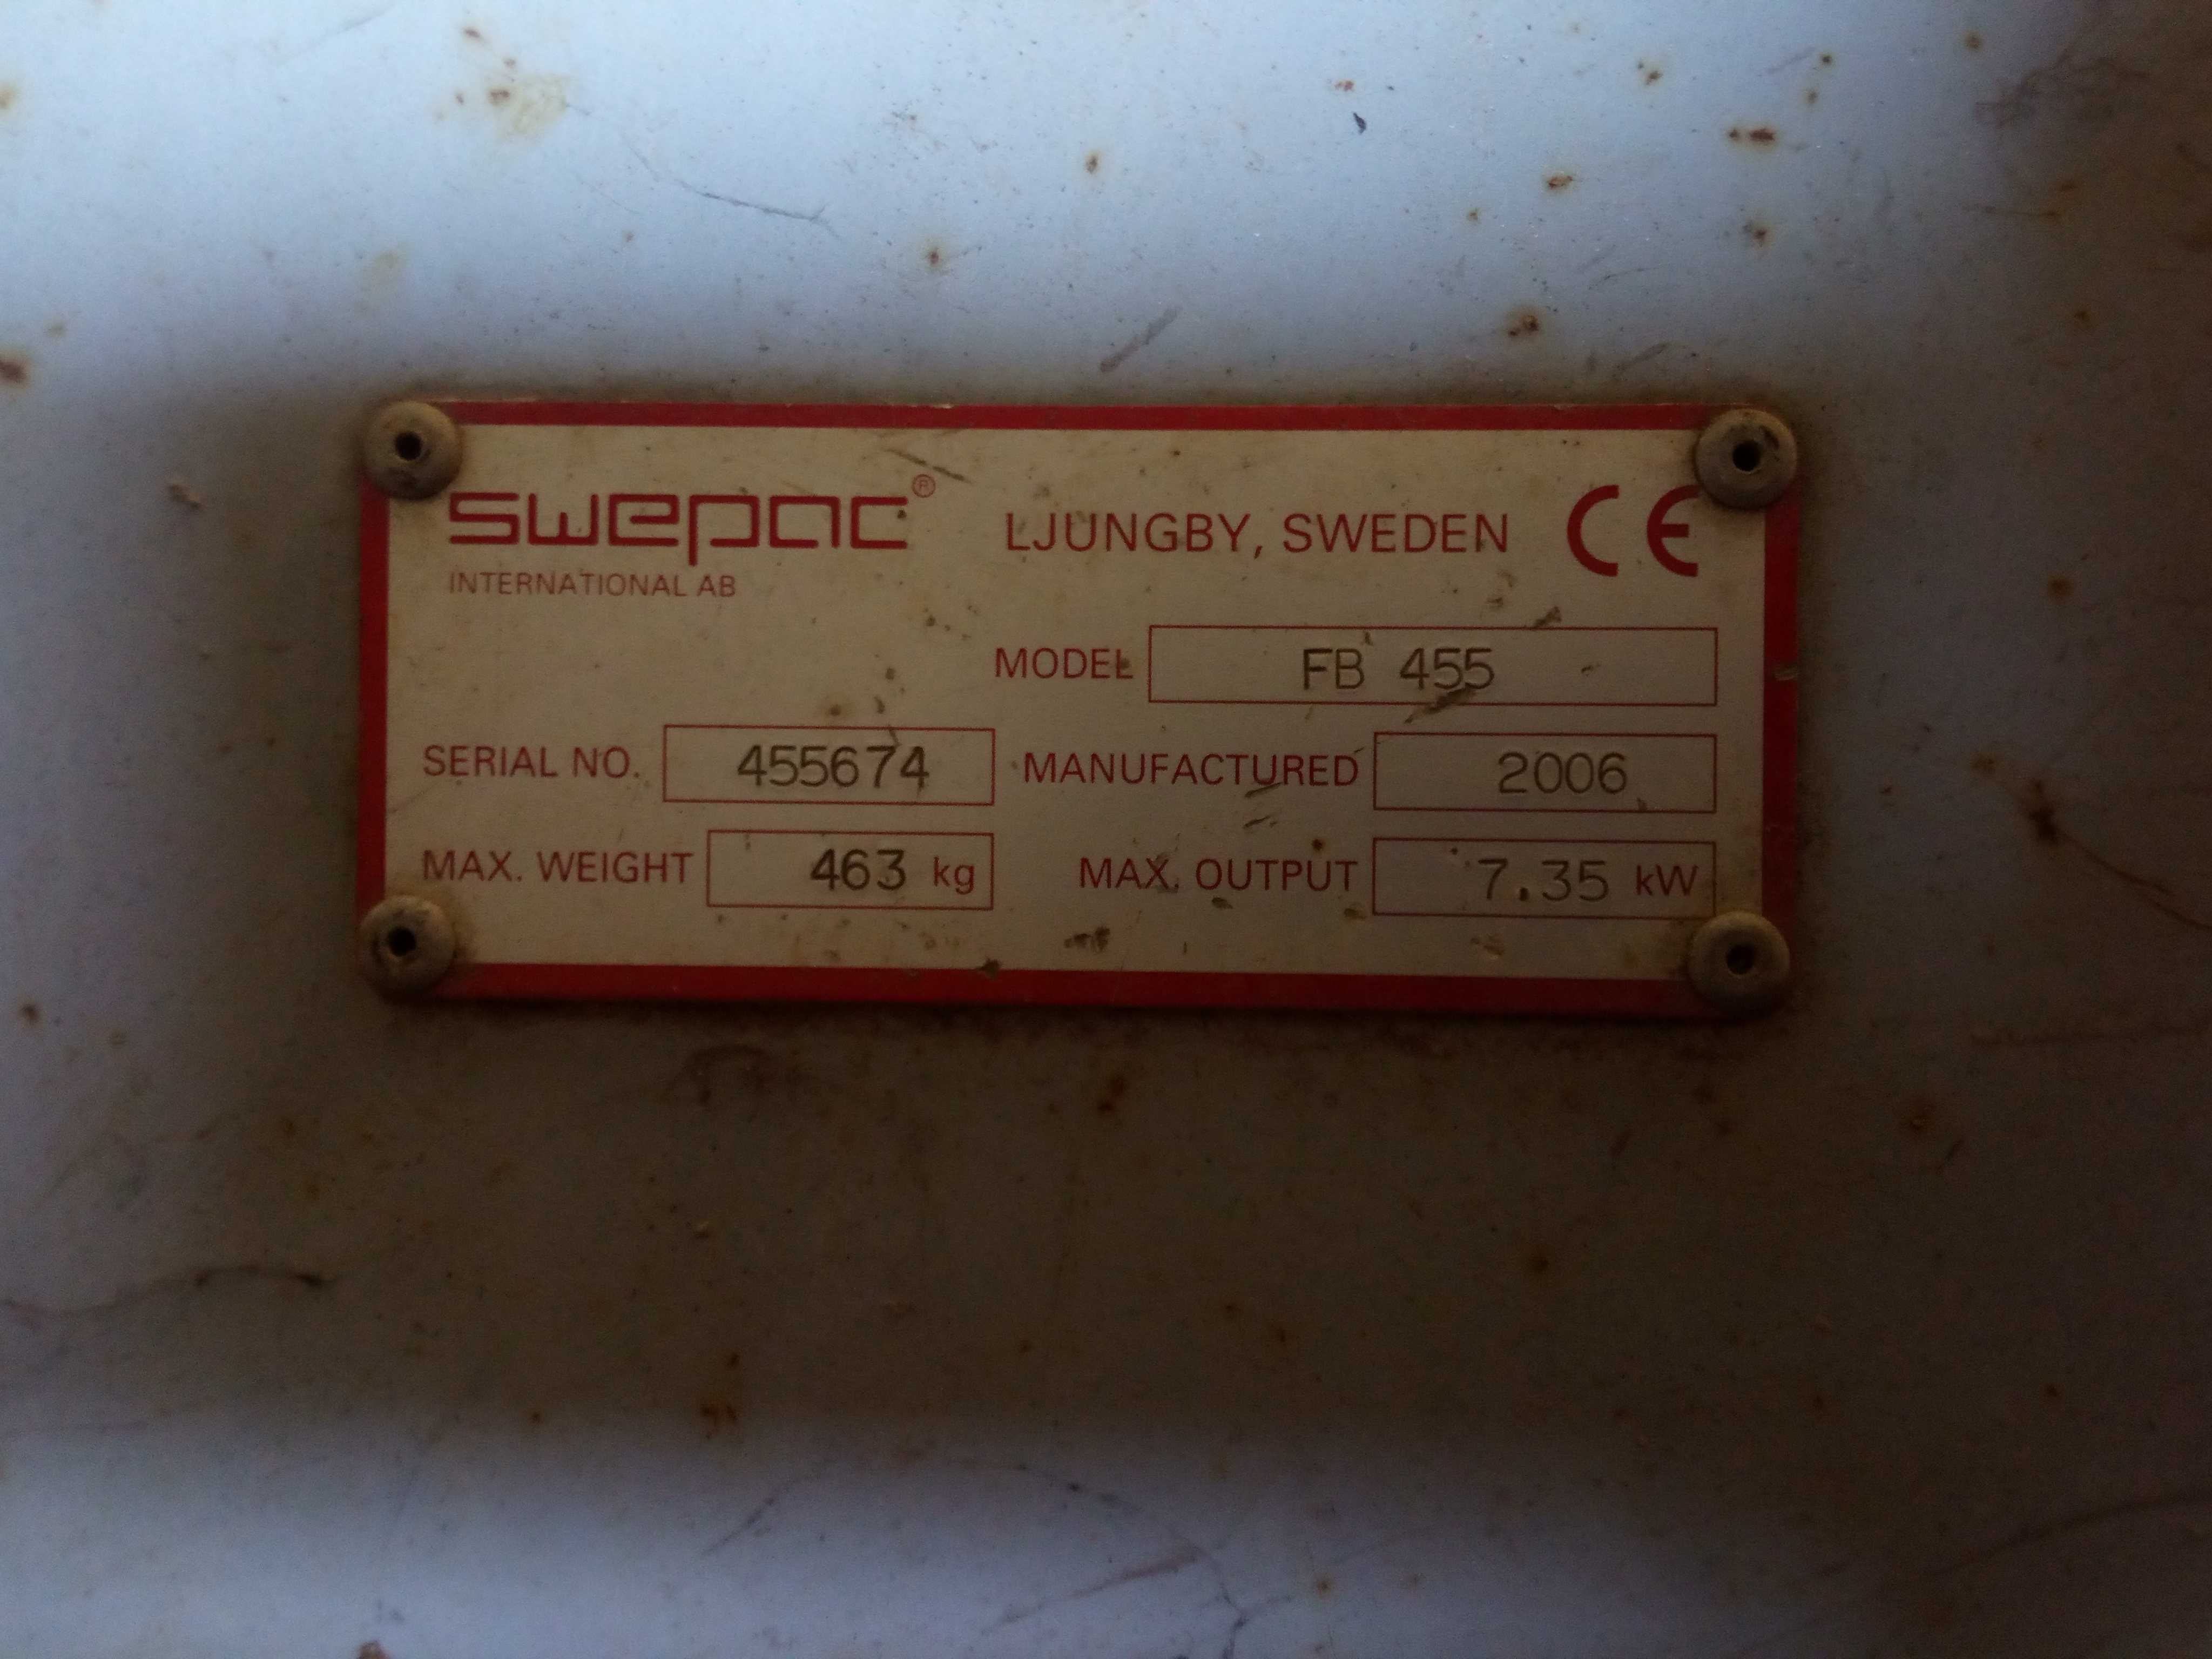 swepac® LJUNGBY, SWEDEN CE
INTERNATIONAL AB
MODEL FB 455
SERIAL NO. 455674 MANUFACTURED 2006
MAX. WEIGHT 463 kg MAX. OUTPUT 7.35 kW